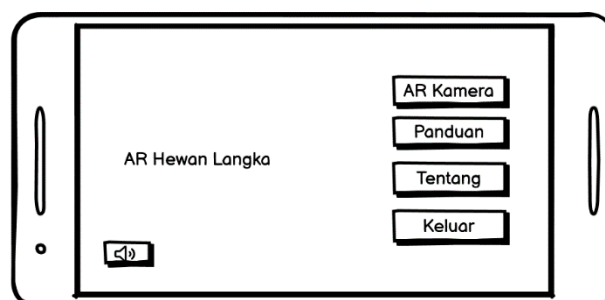 AR Hewan Langka
AR Kamera
Panduan
Tentang
Keluar